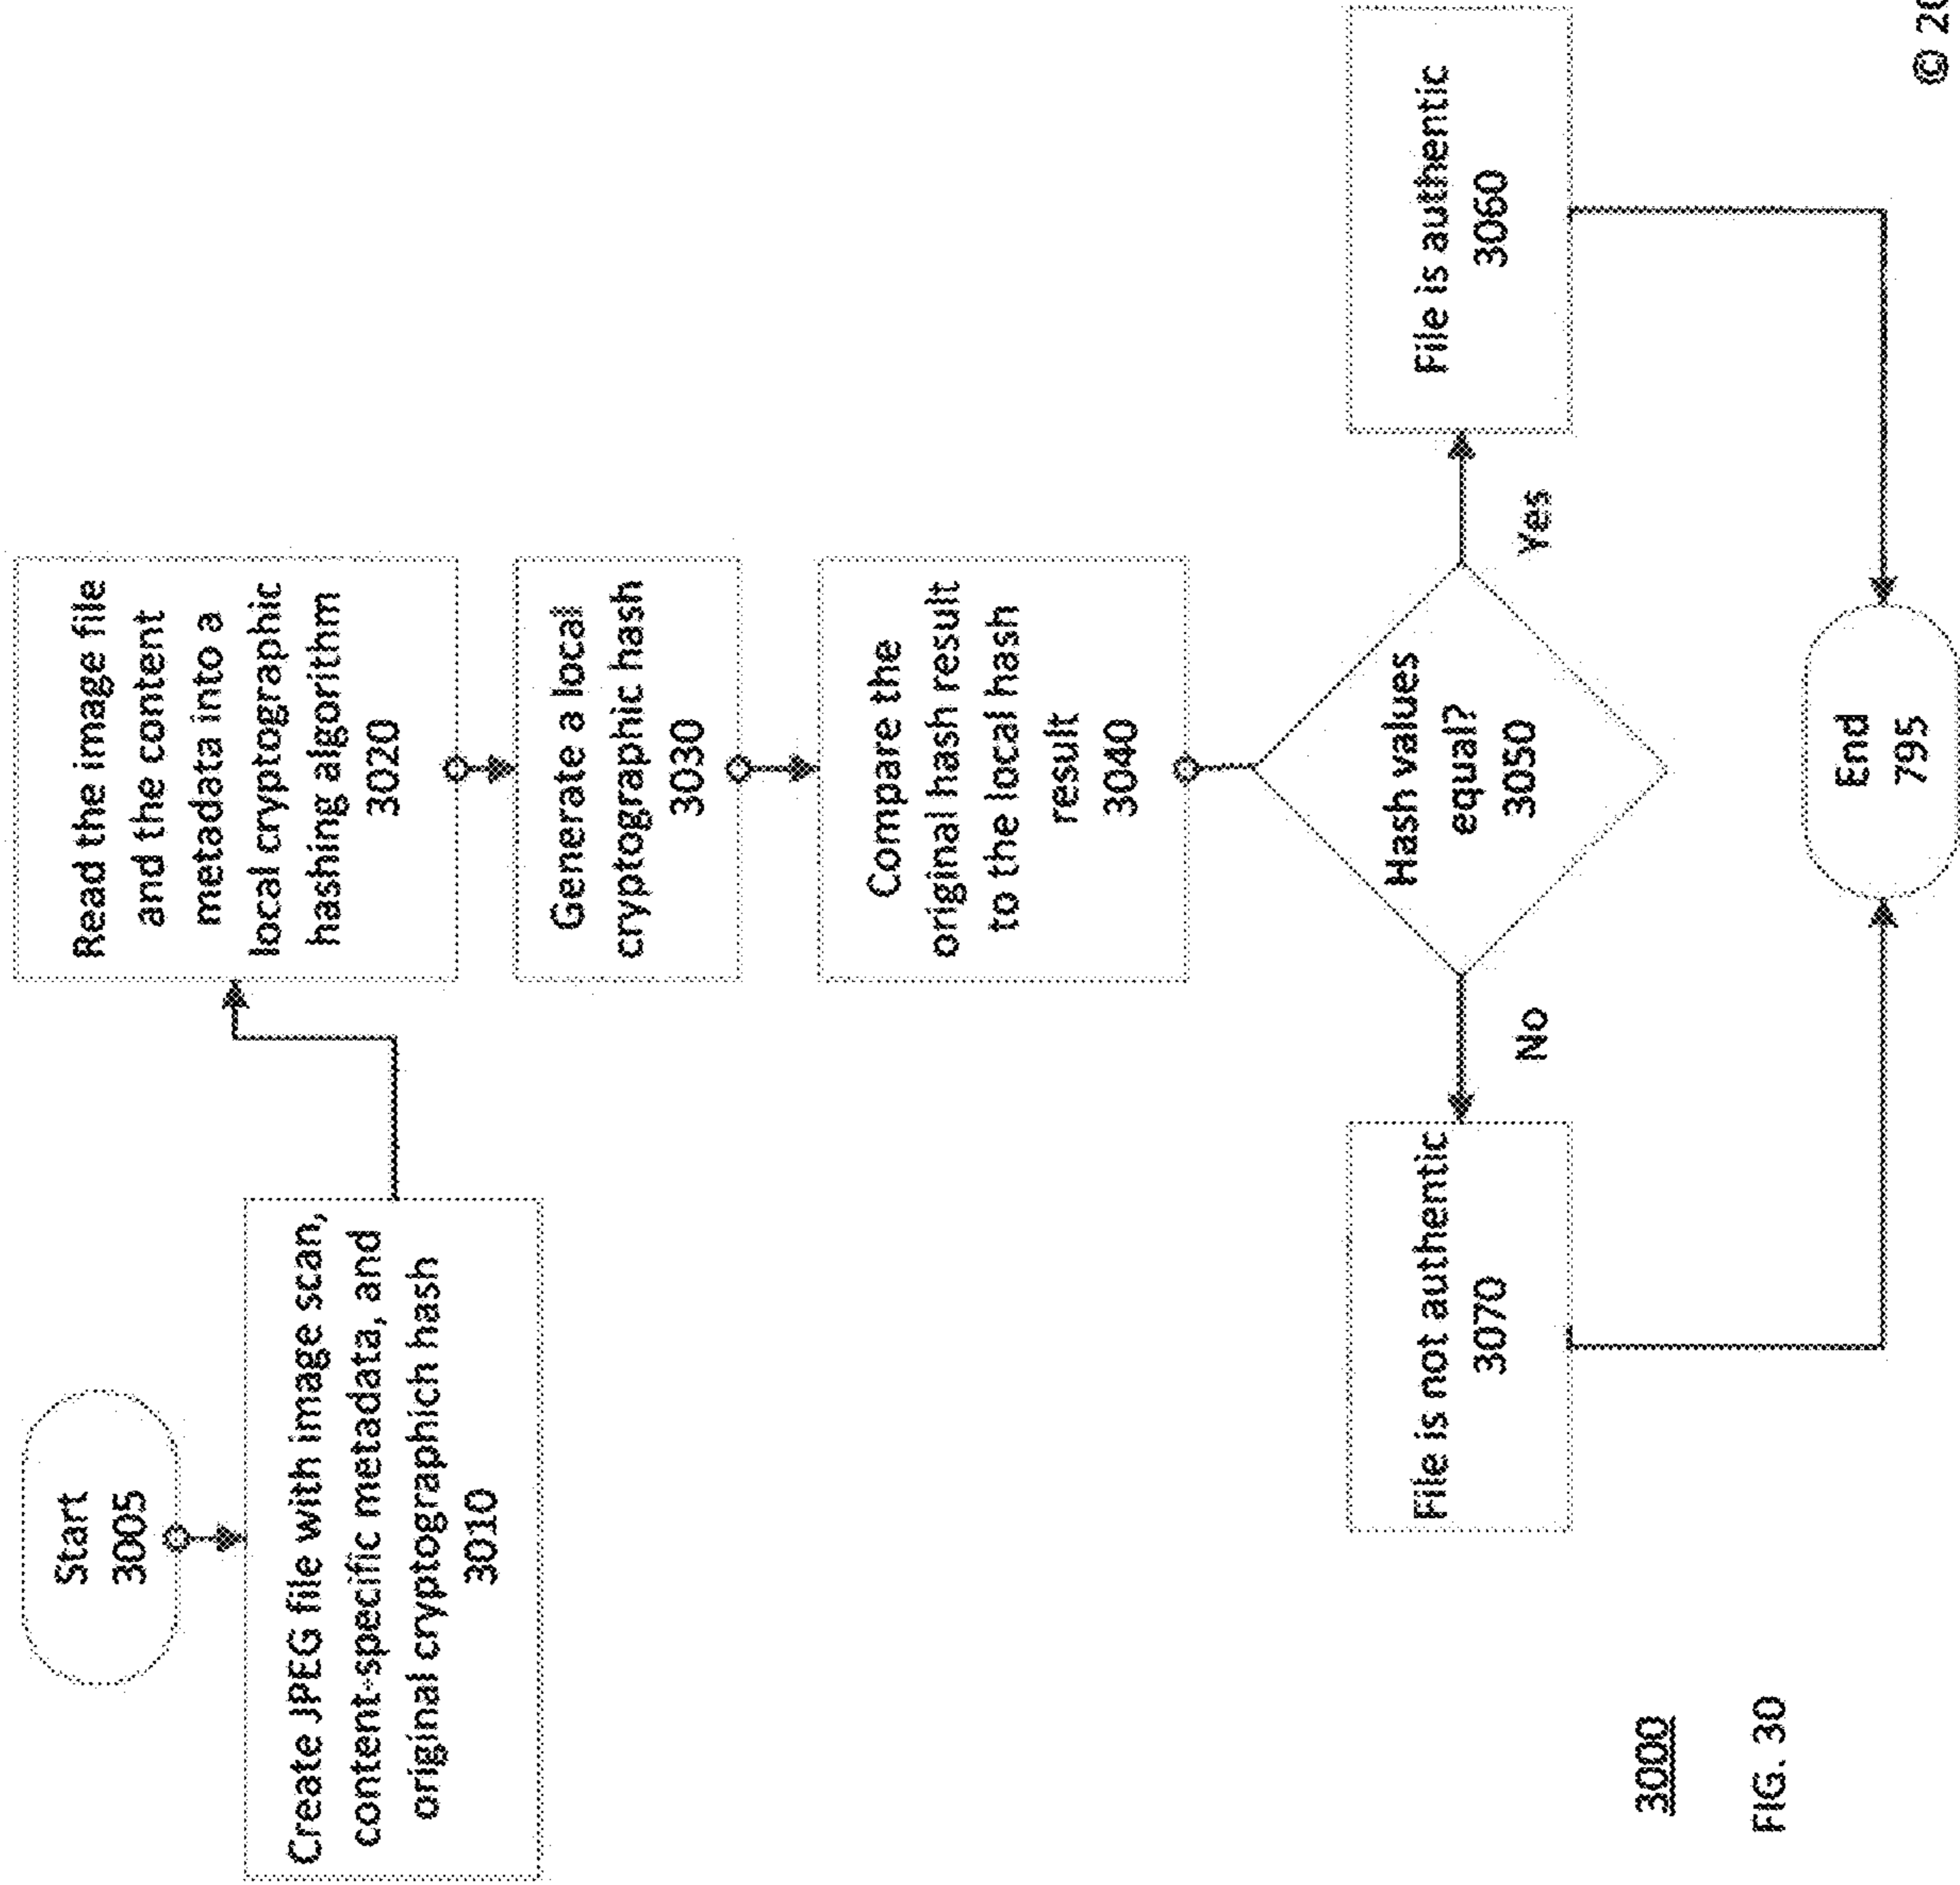 Start
3005
Create JPEG file with image scan,
content-specific metadata, and
original cryptographich hash
3010
Read the image file
and the content
metadata into a
local cryptographic
hashing algorithm
3020
Generate a local
cryptographic hash
3030
Compare the
original hash result
to the local hash
result
3040
Hash values
equal?
3050
No
Yes
File is not authentic
3070
File is authentic
3060
End
795
3000
FIG. 30
© 20